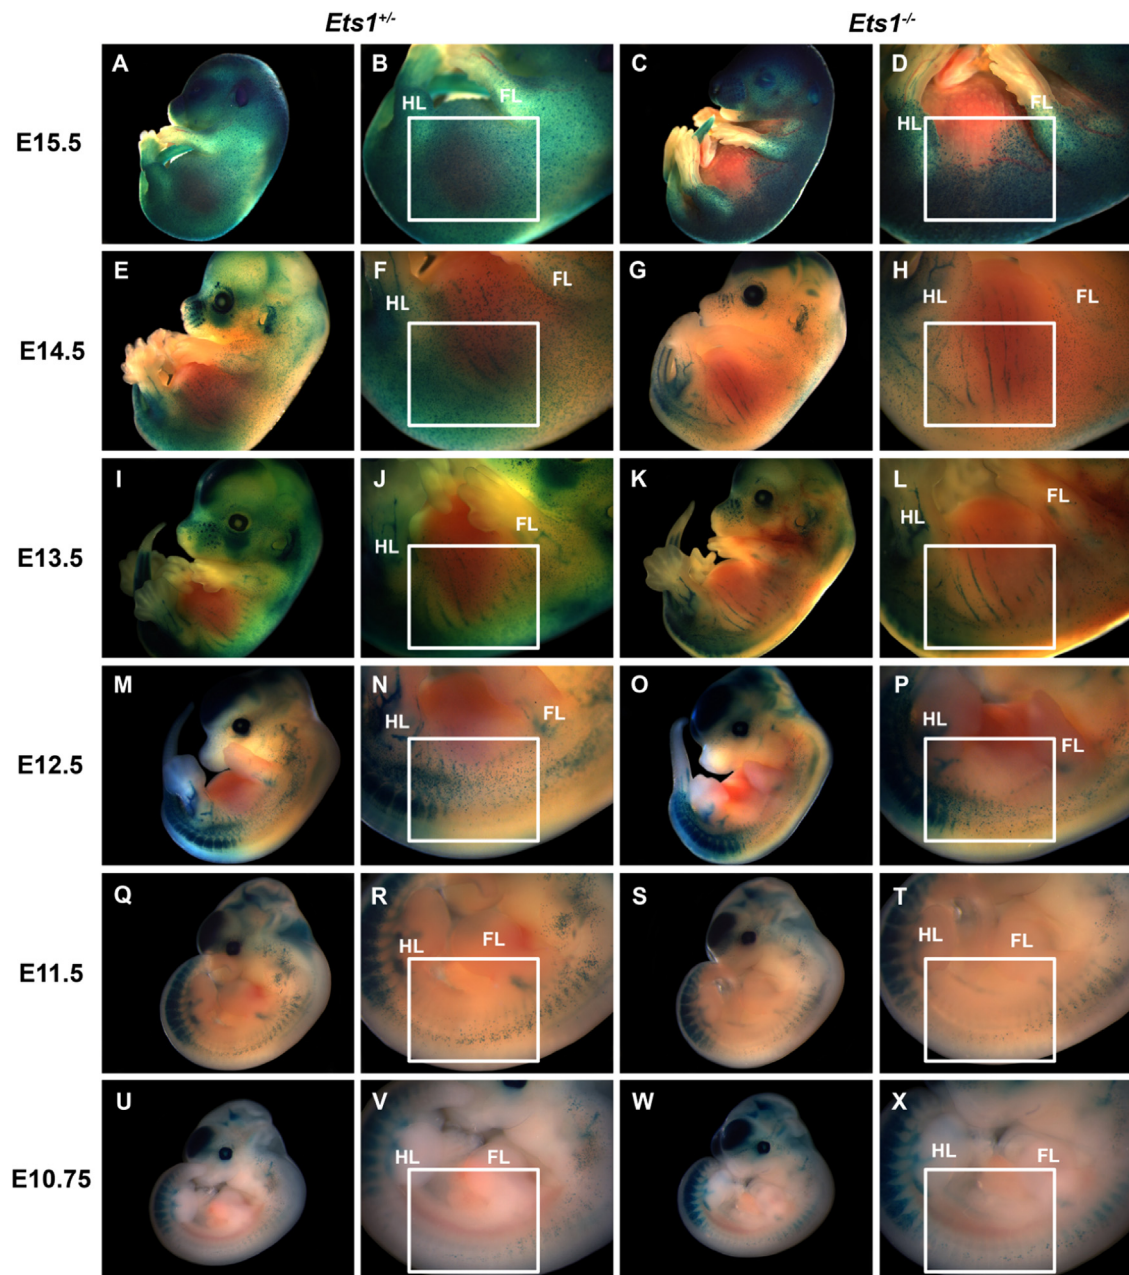 Ets1+/- Ets1-/-
A B C D
HL FL HL FL
E15.5
E F G H
HL FL HL FL
E14.5
I J K L
HL FL HL FL
E13.5
M N O P
HL FL HL FL
E12.5
Q R S T
HL FL HL FL
E11.5
U V W X
HL FL HL FL
E10.75